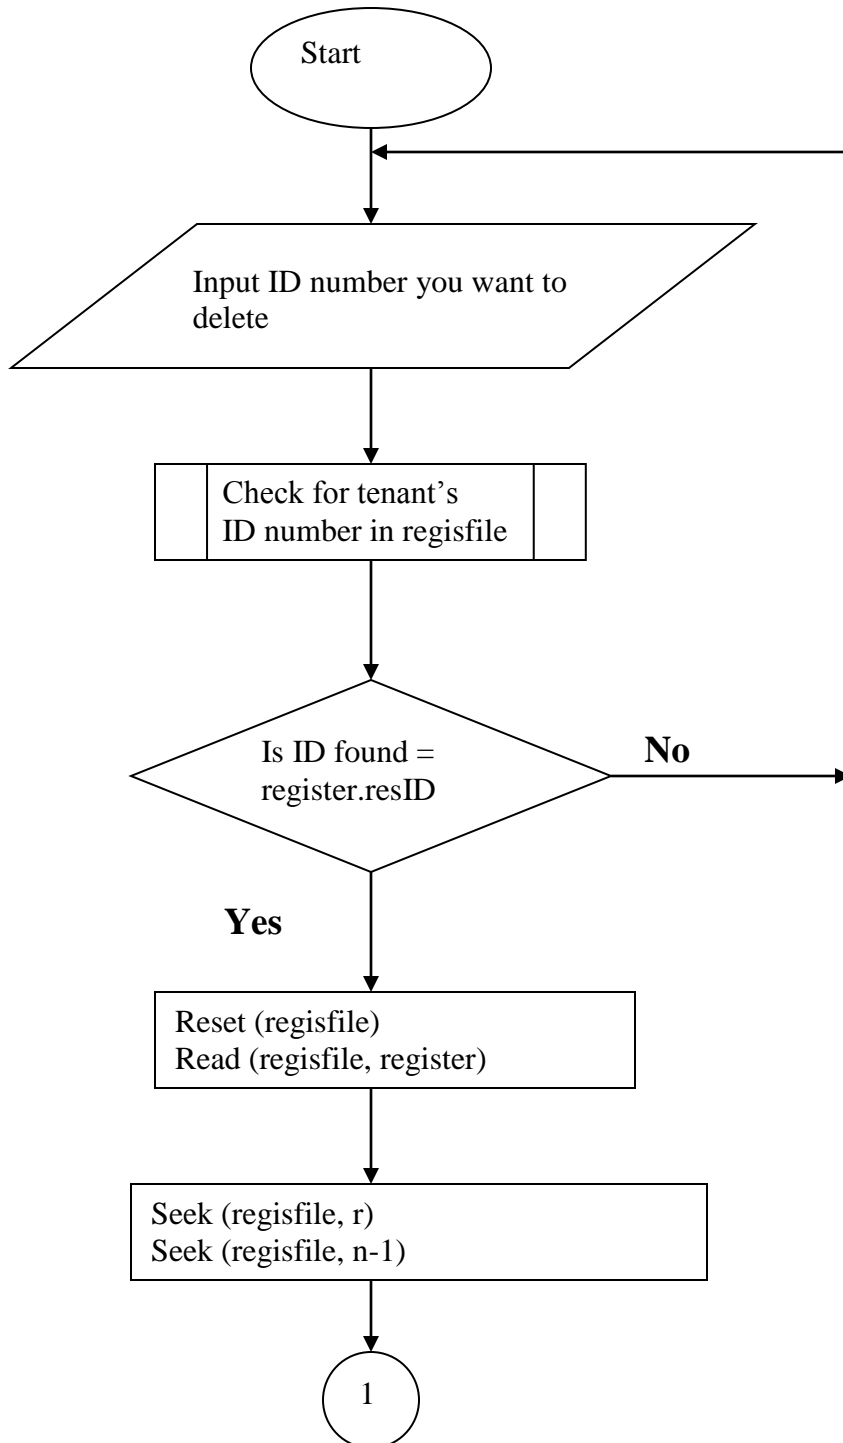 Start
Input ID number you want to
delete
Check for tenant’s
ID number in regisfile
Is ID found =
register.resID
No
Yes
Reset (regisfile)
Read (regisfile, register)
Seek (regisfile, r)
Seek (regisfile, n-1)
1